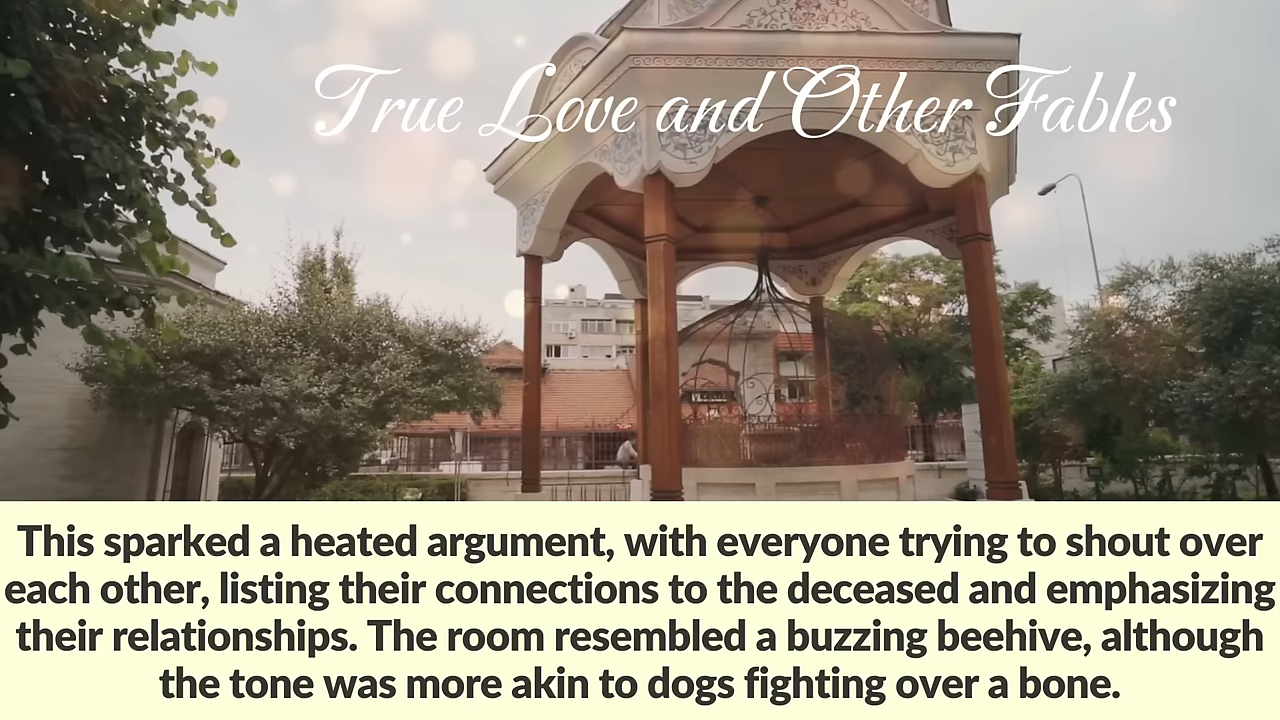 True Love and Other Fables
This sparked a heated argument, with everyone trying to shout over
each other, listing their connections to the deceased and emphasizing
their relationships. The room resembled a buzzing beehive, although
the tone was more akin to dogs fighting over a bone.